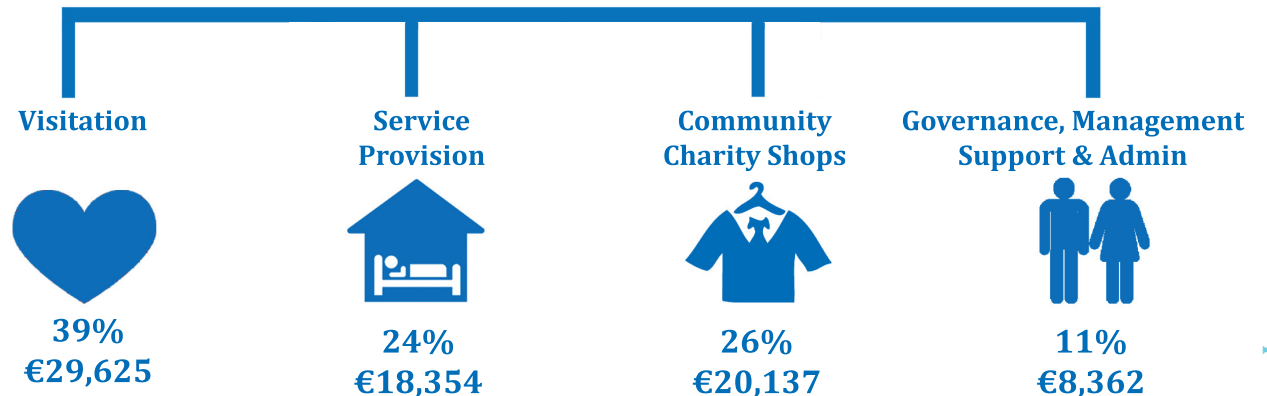 Visitation
39%
€29,625
Service
Provision
24%
€18,354
Community
Charity Shops
26%
€20,137
Governance, Management
Support & Admin
11%
€8,362